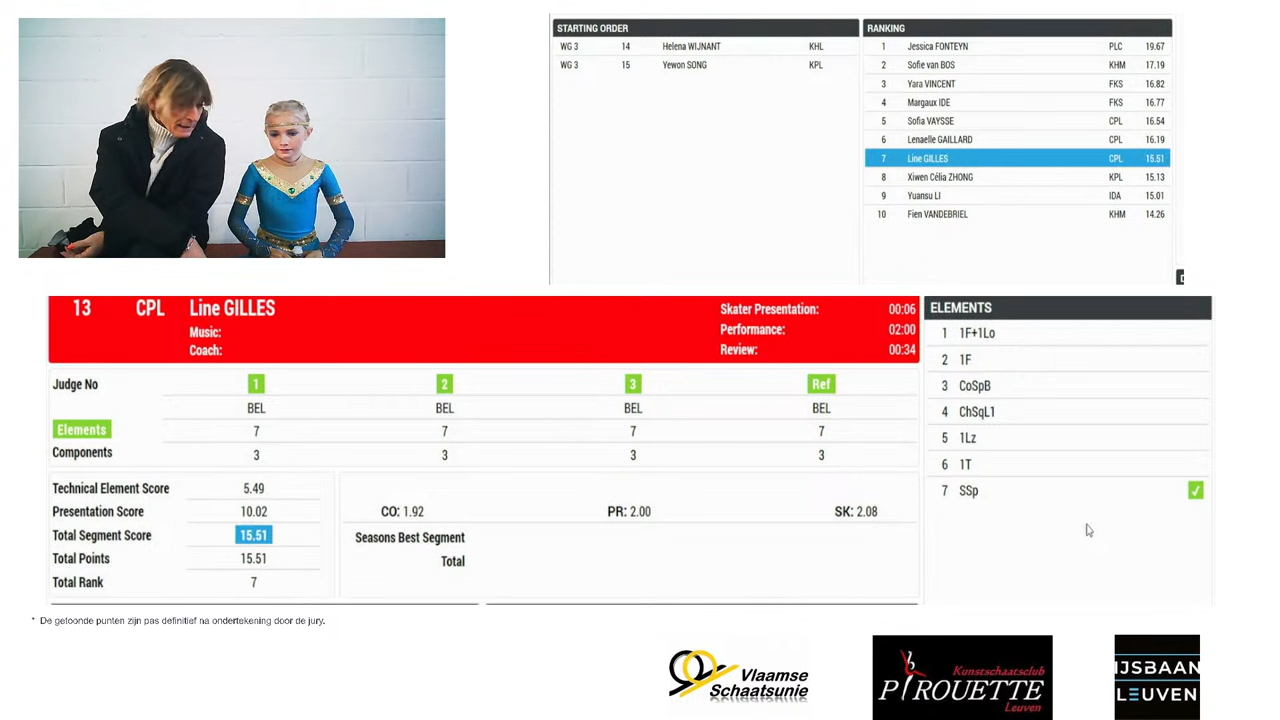 STARTING ORDER
WG 3 14 Helena WIJNANT KHL
WG 3 15 Yewon SONG KPL
RANKING
1 Jessica FONTEYN PLC 19.67
2 Sofie van BOS KHM 17.19
3 Yara VINCENT FKS 16.82
4 Margaux IDE FKS 16.77
5 Sofia VAYSSE CPL 16.54
6 Lenaelle GAILLARD CPL 16.19
7 Line GILLES CPL 15.51
8 Xiwen Célia ZHONG KPL 15.13
9 Yuansu LI IDA 15.01
10 Fien VANDEBRIEL KHM 14.26
13 CPL Line GILLES
Music:
Coach:
Skater Presentation: 00:06
Performance: 02:00
Review: 00:34
Judge No 1 2 3 Ref
BEL BEL BEL BEL
Elements 7 7 7 7
Components 3 3 3 3
Technical Element Score 5.49
Presentation Score 10.02
Total Segment Score 15.51
Total Points 15.51
Total Rank 7
CO: 1.92 PR: 2.00 SK: 2.08
Seasons Best Segment
Total
ELEMENTS
1 1F+1Lo
2 1F
3 CoSpB
4 ChSqL1
5 1Lz
6 1T
7 SSp
* De getoonde punten zijn pas definitief na ondertekening door de jury.
Vlaamse
Schaatsunie
Kunstschaatsclub
PIROUETTE
Leuven
IJSBAAN
LEUVEN